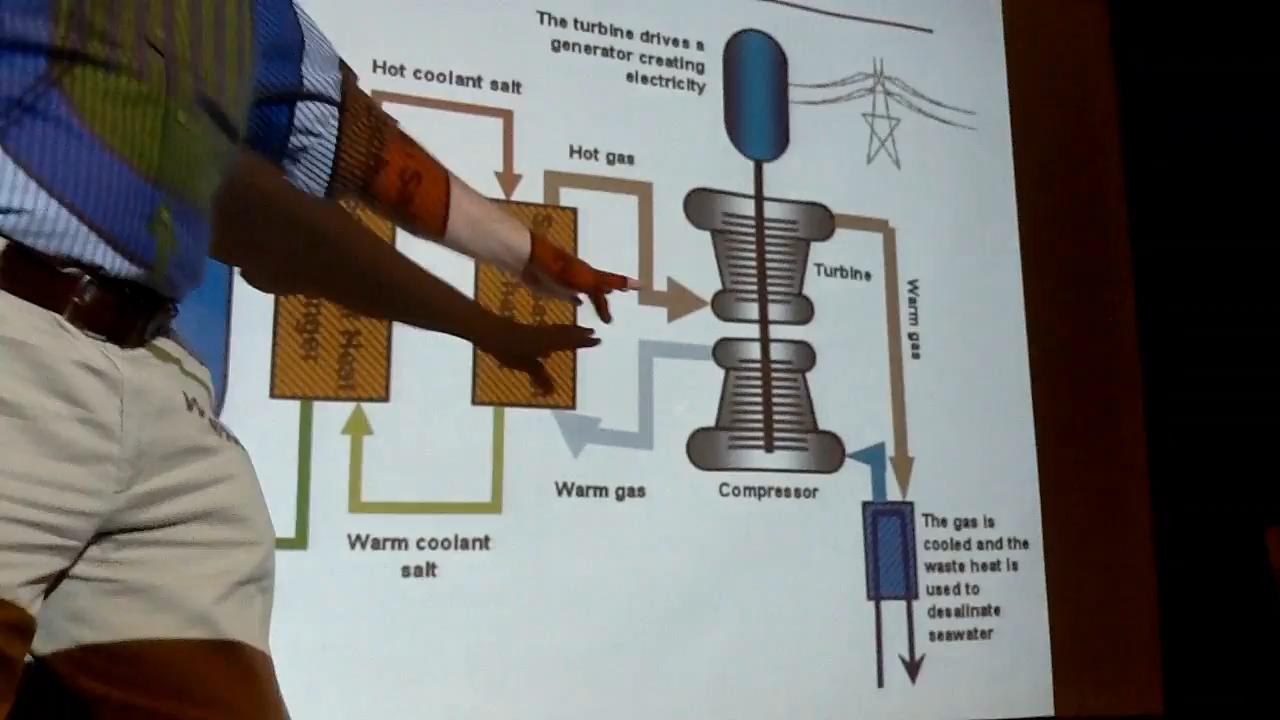 The turbine drives a
generator creating
electricity
Hot coolant salt
Hot gas
Turbine
Warm gas
Warm gas
Compressor
Warm coolant
salt
The gas is
cooled and the
waste heat is
used to
desalinate
seawater